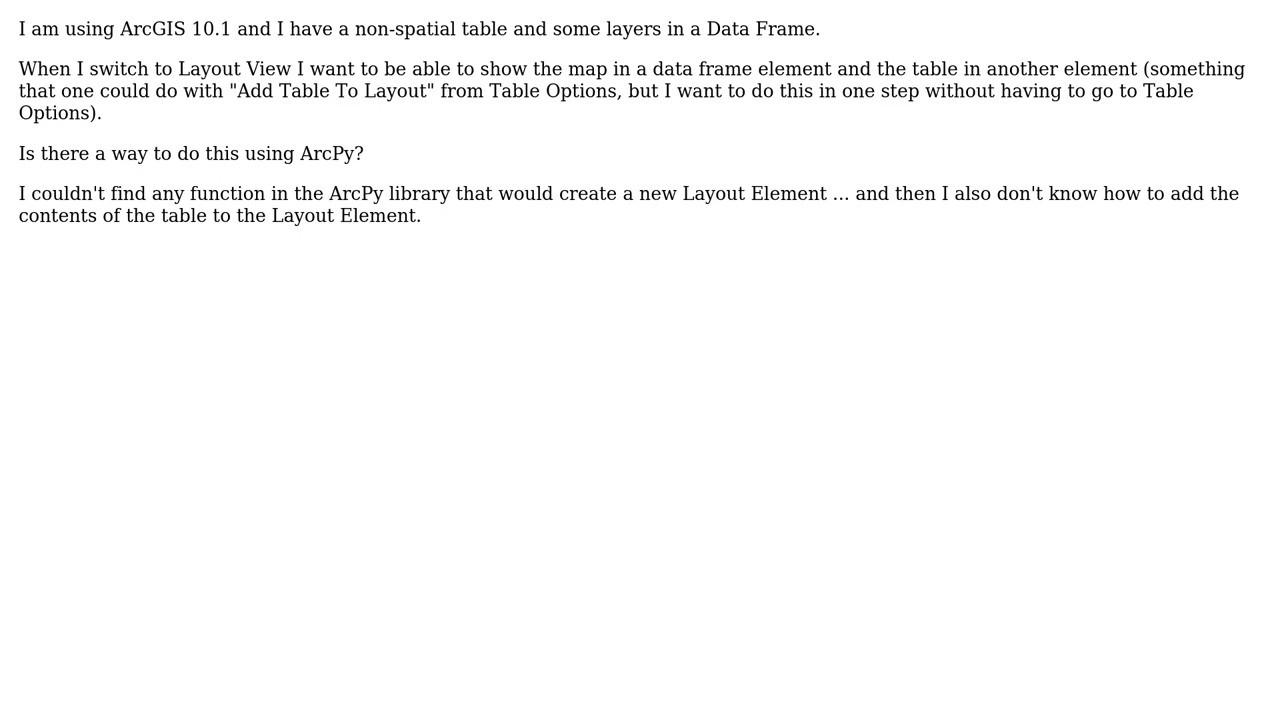 I am using ArcGIS 10.1 and I have a non-spatial table and some layers in a Data Frame.
When I switch to Layout View I want to be able to show the map in a data frame element and the table in another element (something
that one could do with "Add Table To Layout" from Table Options, but I want to do this in one step without having to go to Table
Options).
Is there a way to do this using ArcPy?
I couldn't find any function in the ArcPy library that would create a new Layout Element ... and then I also don't know how to add the
contents of the table to the Layout Element.